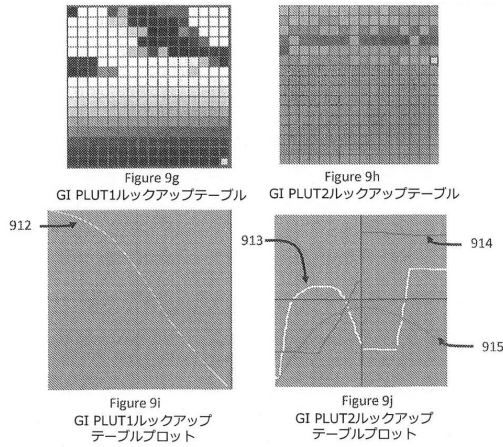 Figure 9g
GI PLUT1ルックアップテーブル
Figure 9h
GI PLUT2ルックアップテーブル
912
913
914
915
Figure 9i
GI PLUT1ルックアップ
テーブルプロット
Figure 9j
GI PLUT2ルックアップ
テーブルプロット